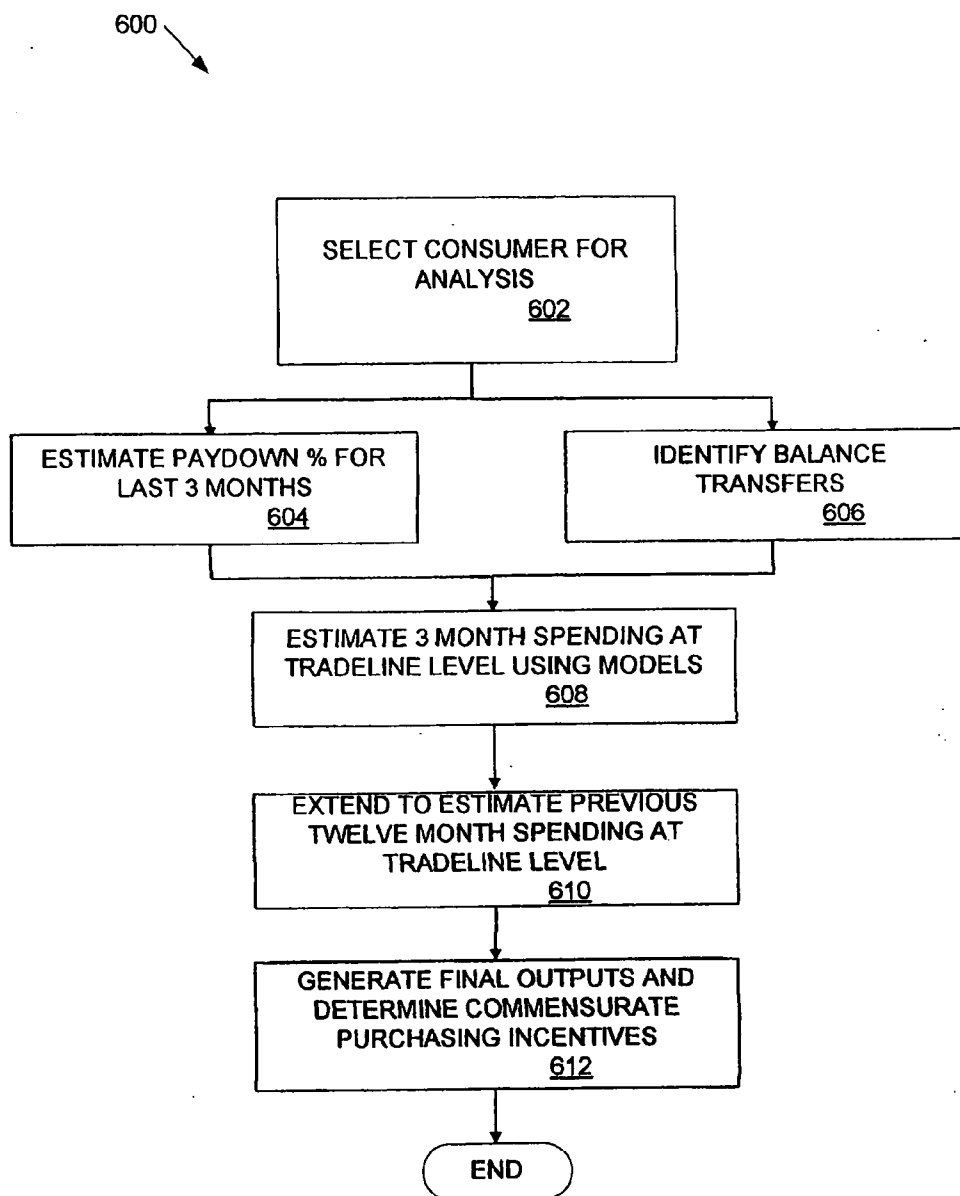 600
SELECT CONSUMER FOR
ANALYSIS
602
ESTIMATE PAYDOWN % FOR
LAST 3 MONTHS
604
IDENTIFY BALANCE
TRANSFERS
606
ESTIMATE 3 MONTH SPENDING AT
TRADELINE LEVEL USING MODELS
608
EXTEND TO ESTIMATE PREVIOUS
TWELVE MONTH SPENDING AT
TRADELINE LEVEL
610
GENERATE FINAL OUTPUTS AND
DETERMINE COMMENSURATE
PURCHASING INCENTIVES
612
END